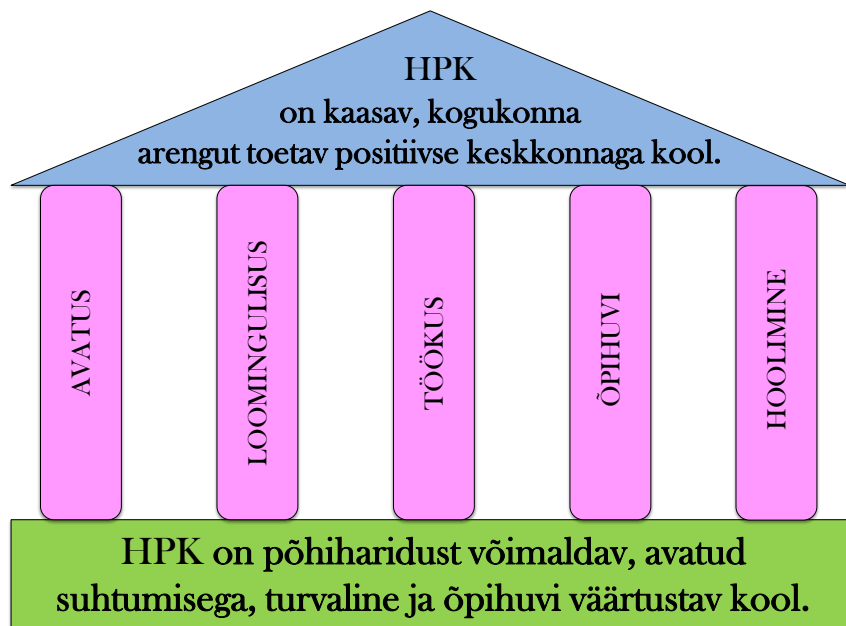 HPK
on kaasav, kogukonna
arengut toetav positiivse keskkonnaga kool.
AVATUS
LOOMINGULISUS
TÖÖKUS
ÕPIHUVI
HOOLIMINE
HPK on põhiharidust võimaldav, avatud
suhtumisega, turvaline ja õpihuvi väärtustav kool.